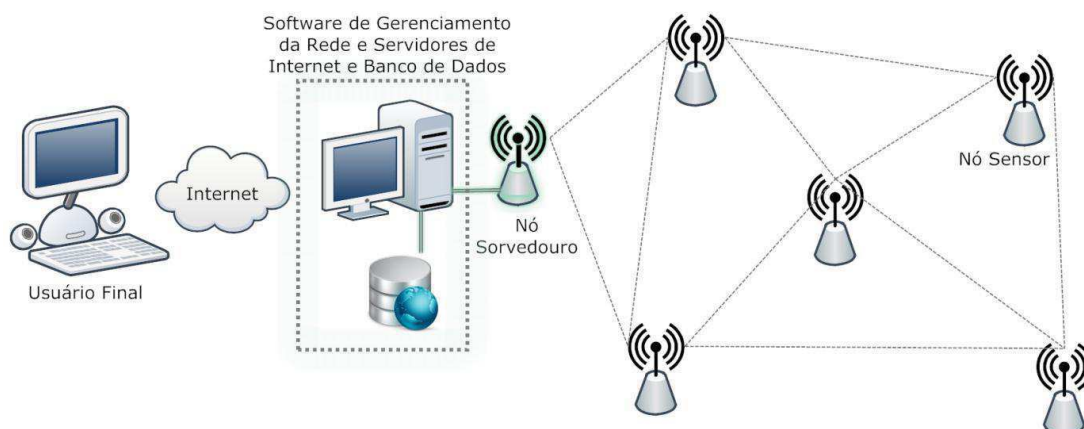 Software de Gerenciamento
da Rede e Servidores de
Internet e Banco de Dados
Internet
Nó Sensor
Nó
Sorvedouro
Usuário Final